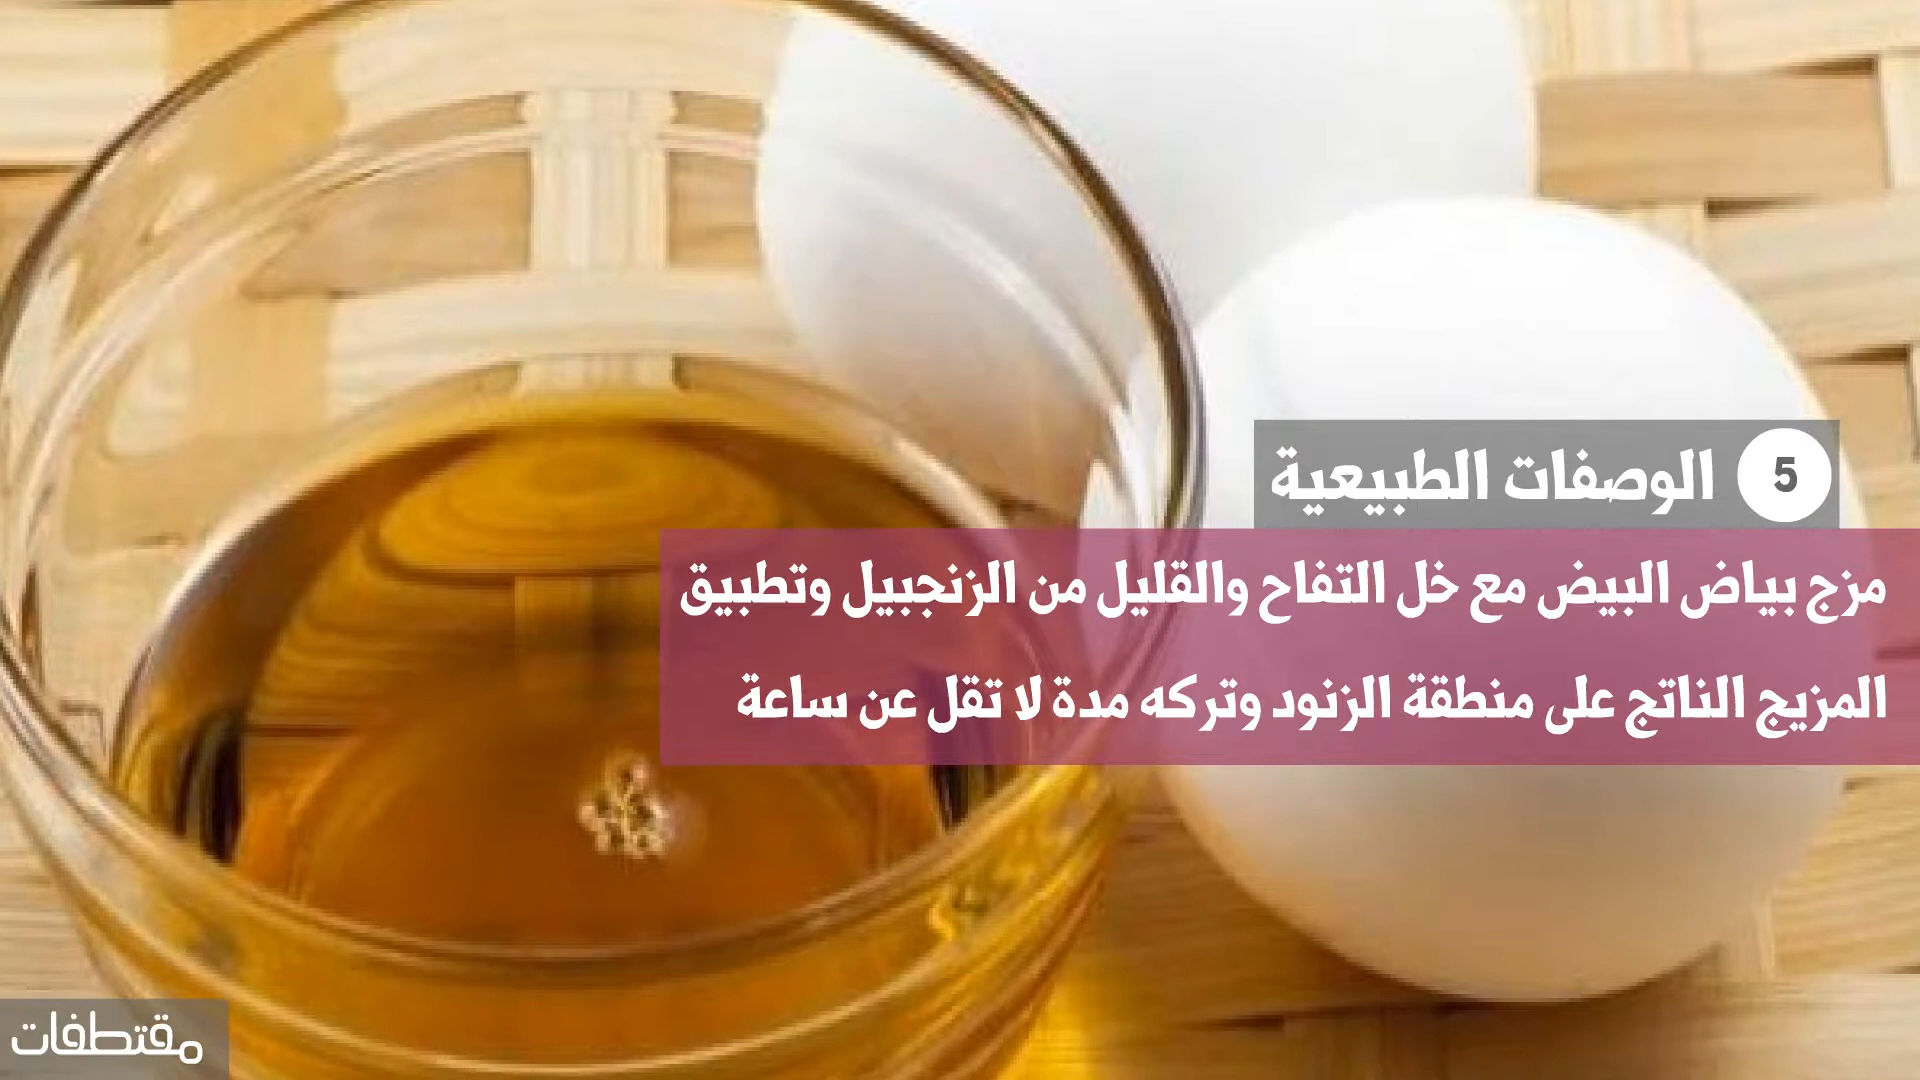 5 الوصفات الطبيعية
مزج بياض البيض مع خل التفاح والقليل من الزنجبيل وتطبيق
المزيج الناتج على منطقة الزنود وتركه مدة لا تقل عن ساعة
مقتطفات